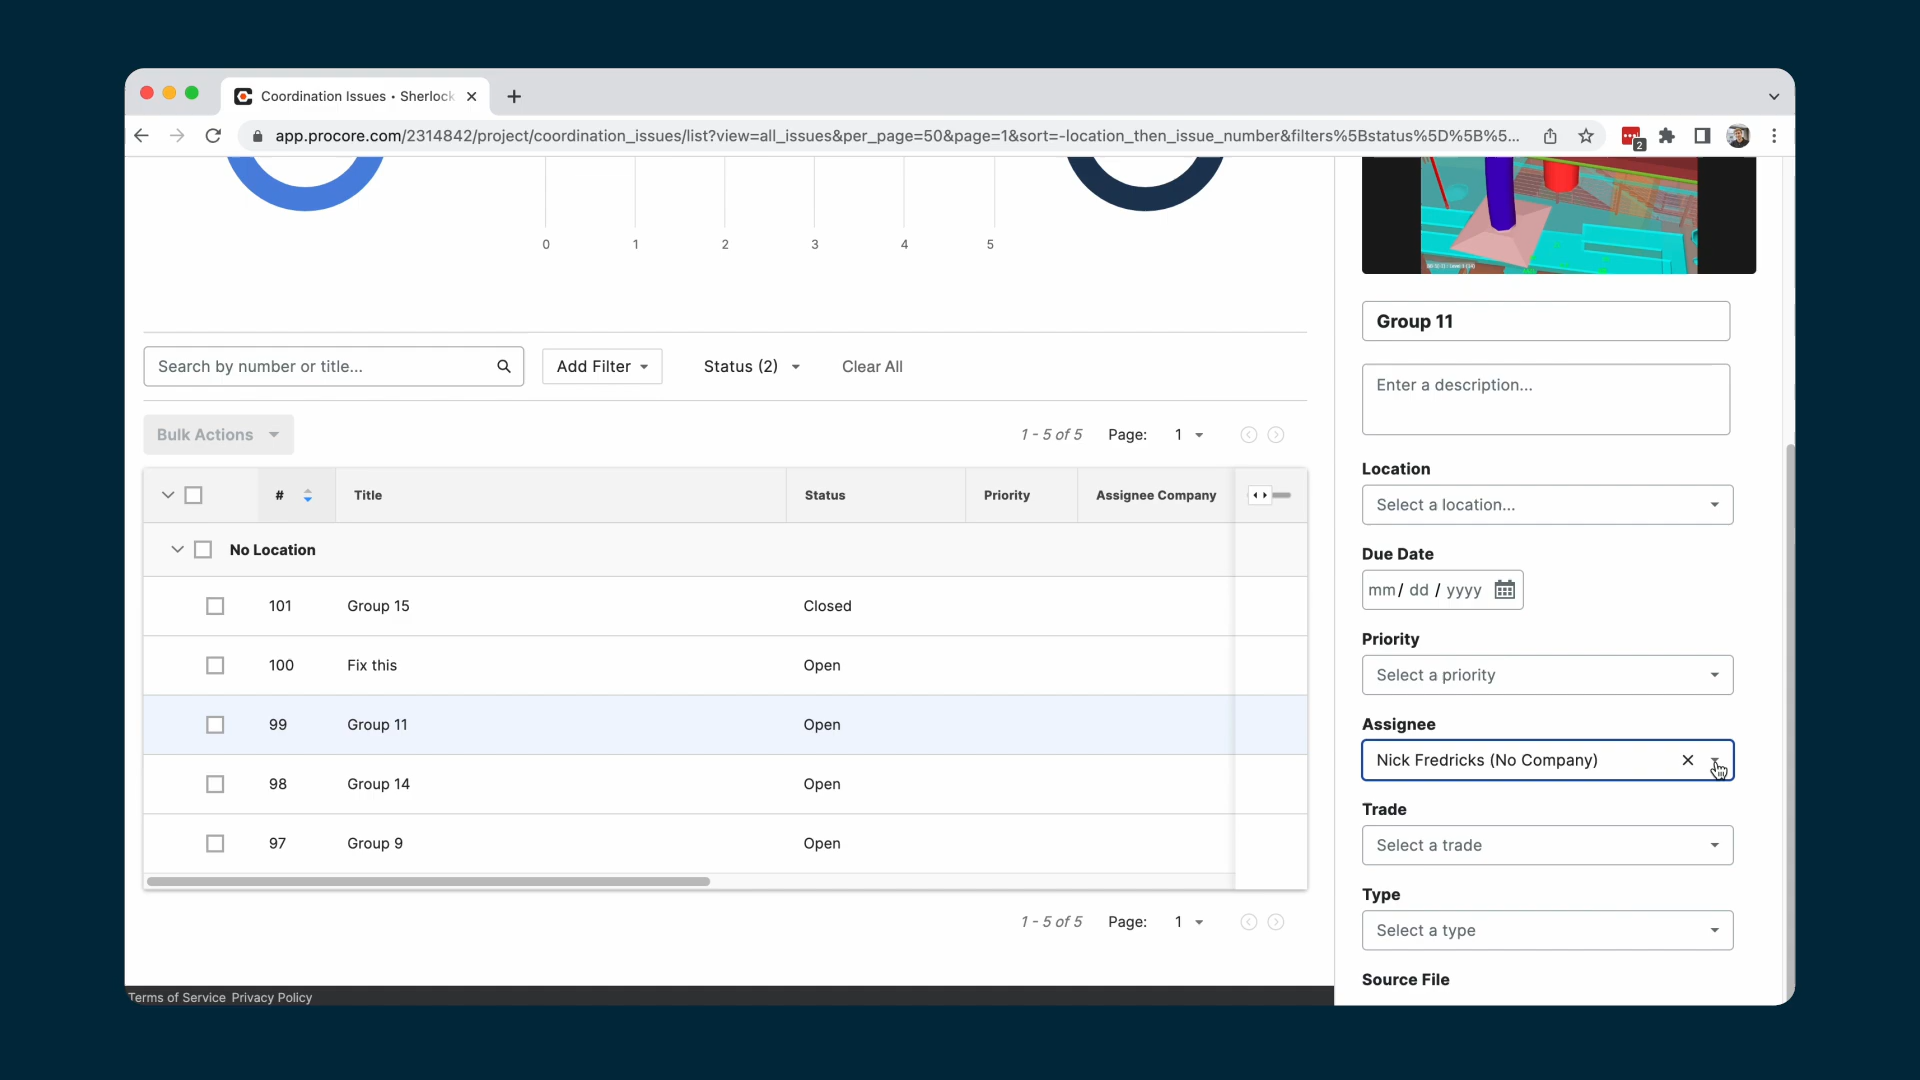 Coordination Issues • Sherlock
app.procore.com/2314842/project/coordination_issues/list?view=all_issues&per_page=50&page=1&sort=-location_then_issue_number&filters%5Bstatus%5D%5B%5...
2
0 1 2 3 4 5
Search by number or title...
Add Filter
Status (2)
Clear All
Bulk Actions
1 - 5 of 5 Page: 1
# Title Status Priority Assignee Company
No Location
101 Group 15 Closed
100 Fix this Open
99 Group 11 Open
98 Group 14 Open
97 Group 9 Open
1 - 5 of 5 Page: 1
Terms of Service Privacy Policy
Group 11
Enter a description...
Location
Select a location...
Due Date
mm/ dd / yyyy
Priority
Select a priority
Assignee
Nick Fredricks (No Company)
Trade
Select a trade
Type
Select a type
Source File